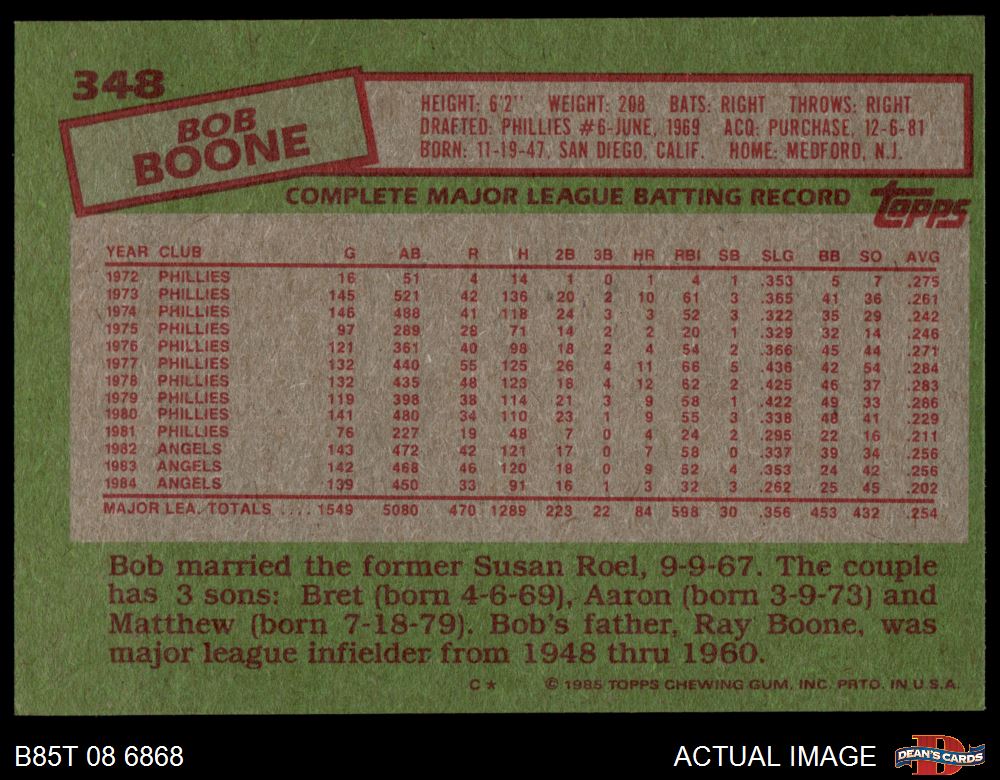 348
BOB
BOONE
HEIGHT: 6'2" WEIGHT: 208 BATS: RIGHT THROWS: RIGHT
DRAFTED: PHILLIES #6-JUNE, 1969 ACQ: PURCHASE, 12-6-81
BORN: 11-19-47, SAN DIEGO, CALIF. HOME: MEDFORD, N.J.
COMPLETE MAJOR LEAGUE BATTING RECORD
topps
YEAR CLUB G AB R H 2B 3B HR RBI SB SLG BB SO AVG
1972 PHILLIES 16 51 4 14 1 0 1 4 1 .353 5 7 .275
1973 PHILLIES 145 521 42 136 20 2 10 61 3 .365 41 36 .261
1974 PHILLIES 146 488 41 118 24 3 3 52 3 .322 35 29 .242
1975 PHILLIES 97 289 28 71 14 2 2 20 1 .329 32 14 .246
1976 PHILLIES 121 361 40 98 18 2 4 54 2 .366 45 44 .271
1977 PHILLIES 132 440 55 125 26 4 11 66 5 .436 42 54 .284
1978 PHILLIES 132 435 48 123 18 4 12 62 2 .425 46 37 .283
1979 PHILLIES 119 398 38 114 21 3 9 58 1 .422 49 33 .286
1980 PHILLIES 141 480 34 110 23 1 9 55 3 .338 48 41 .229
1981 PHILLIES 76 227 19 48 7 0 4 24 2 .295 22 16 .211
1982 ANGELS 143 472 42 121 17 0 7 58 0 .337 39 34 .256
1983 ANGELS 142 468 46 120 18 0 9 52 4 .353 24 42 .256
1984 ANGELS 139 450 33 91 16 1 3 32 3 .262 25 45 .202
MAJOR LEA. TOTALS .... 1549 5080 470 1289 223 22 84 598 30 .356 453 432 .254
Bob married the former Susan Roel, 9-9-67. The couple
has 3 sons: Bret (born 4-6-69), Aaron (born 3-9-73) and
Matthew (born 7-18-79). Bob's father, Ray Boone, was
major league infielder from 1948 thru 1960.
C* © 1985 TOPPS CHEWING GUM, INC. PRTD. IN U.S.A.
B85T 08 6868 ACTUAL IMAGE
DEAN'S CARDS